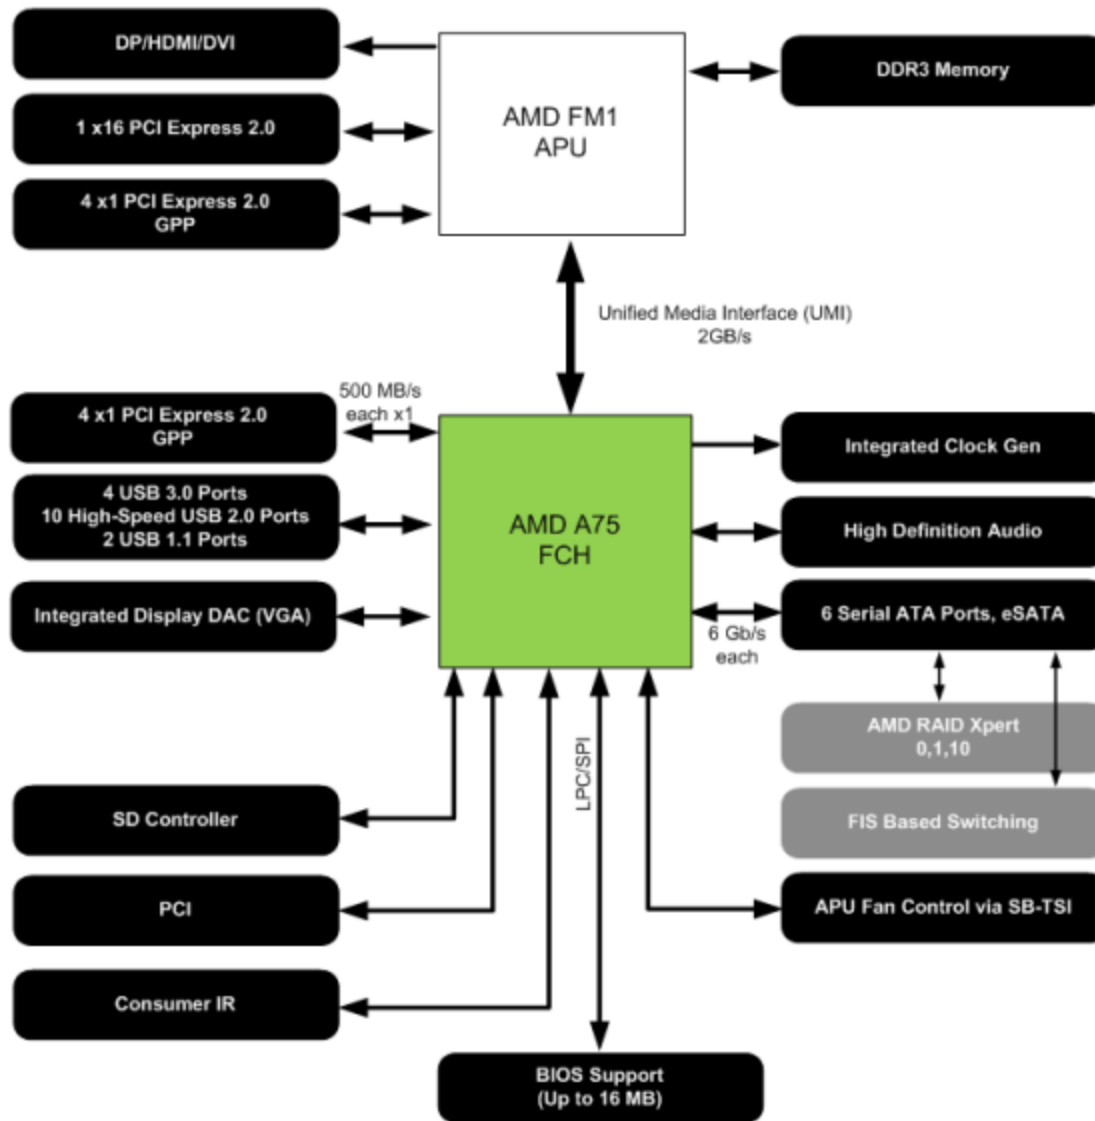 DP/HDMI/DVI
1 x16 PCI Express 2.0
4 x1 PCI Express 2.0
GPP
AMD FM1
APU
DDR3 Memory
Unified Media Interface (UMI)
2GB/s
500 MB/s
each x1
4 x1 PCI Express 2.0
GPP
4 USB 3.0 Ports
10 High-Speed USB 2.0 Ports
2 USB 1.1 Ports
Integrated Display DAC (VGA)
AMD A75
FCH
Integrated Clock Gen
High Definition Audio
6 Serial ATA Ports, eSATA
6 Gb/s
each
AMD RAID Xpert
0,1,10
FIS Based Switching
APU Fan Control via SB-TSI
LPC/SPI
SD Controller
PCI
Consumer IR
BIOS Support
(Up to 16 MB)